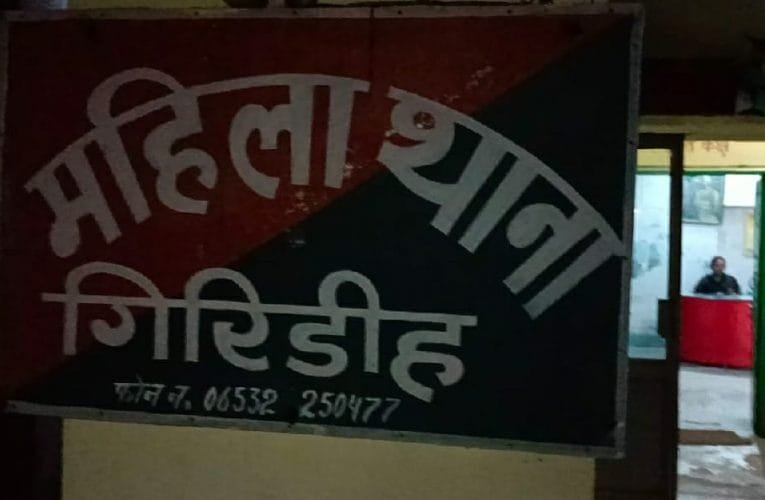 महिला थाना
गिरिडीह
फोन न. 06532 250477